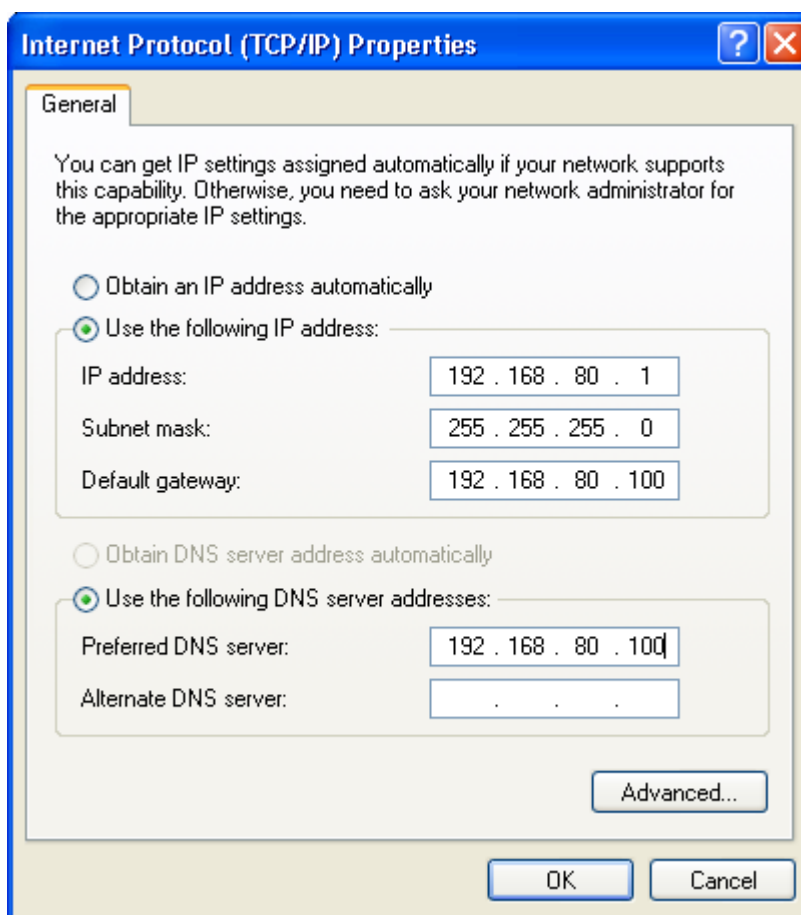 Internet Protocol (TCP/IP) Properties
General
You can get IP settings assigned automatically if your network supports
this capability. Otherwise, you need to ask your network administrator for
the appropriate IP settings.
Obtain an IP address automatically
Use the following IP address:
IP address: 192 . 168 . 80 . 1
Subnet mask: 255 . 255 . 255 . 0
Default gateway: 192 . 168 . 80 . 100
Obtain DNS server address automatically
Use the following DNS server addresses:
Preferred DNS server: 192 . 168 . 80 . 100
Alternate DNS server: . . .
Advanced...
OK Cancel